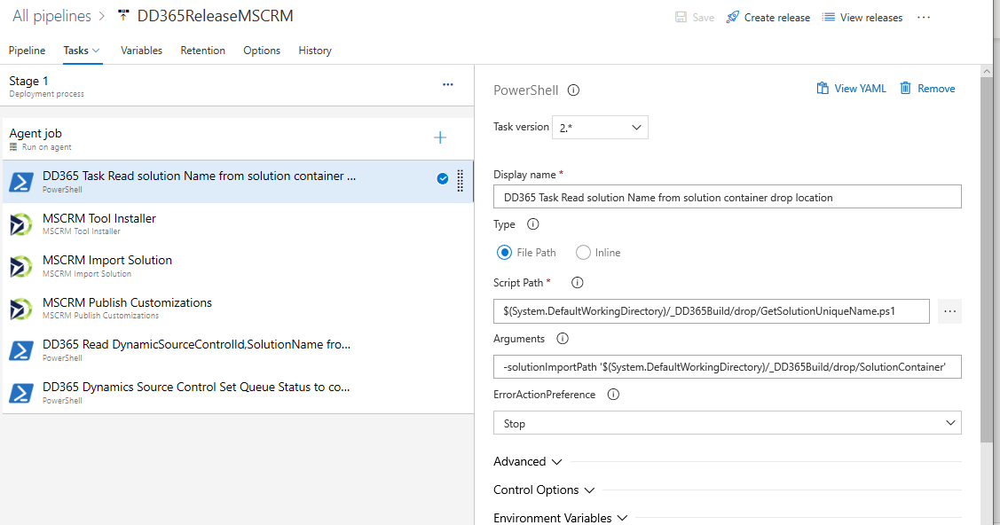 All pipelines > DD365ReleaseMSCRM
Save Create release View releases ...
Pipeline Tasks Variables Retention Options History
Stage 1
Deployment process
Agent job
Run on agent
DD365 Task Read solution Name from solution container ...
PowerShell
MSCRM Tool Installer
MSCRM Tool Installer
MSCRM Import Solution
MSCRM Import Solution
MSCRM Publish Customizations
MSCRM Publish Customizations
DD365 Read DynamicSourceControlId,SolutionName fro...
PowerShell
DD365 Dynamics Source Control Set Queue Status to co...
PowerShell
PowerShell
View YAML Remove
Task version 2.*
Display name *
DD365 Task Read solution Name from solution container drop location
Type
File Path Inline
Script Path *
$(System.DefaultWorkingDirectory)/_DD365Build/drop/GetSolutionUniqueName.ps1
Arguments
-solutionImportPath '$(System.DefaultWorkingDirectory)/_DD365Build/drop/SolutionContainer'
ErrorActionPreference
Stop
Advanced
Control Options
Environment Variables